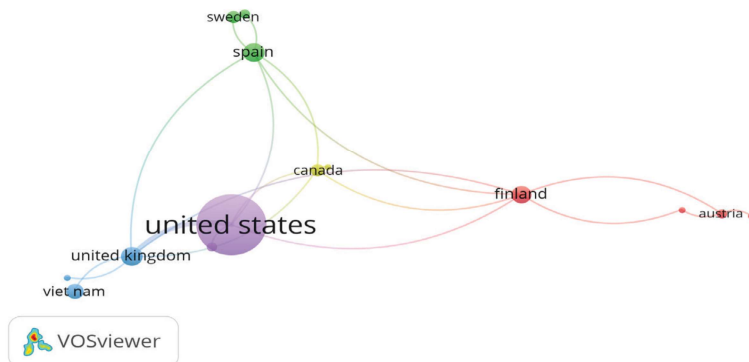 sweden
spain
canada
finland
austria
united states
united kingdom
viet nam
VOSviewer